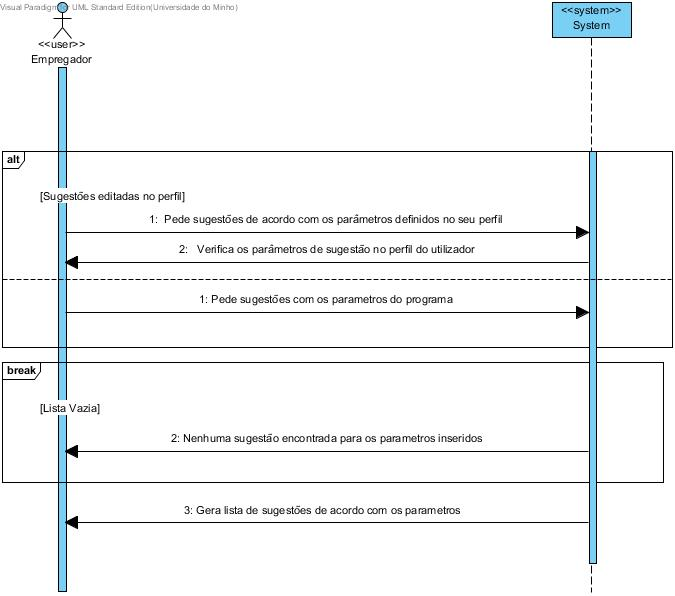 Visual Paradigm for UML Standard Edition(Universidade do Minho)
<<user>>
Empregador
<<system>>
System
alt
[Sugestões editadas no perfil]
1: Pede sugestões de acordo com os parâmetros definidos no seu perfil
2: Verifica os parâmetros de sugestão no perfil do utilizador
1: Pede sugestões com os parametros do programa
break
[Lista Vazia]
2: Nenhuma sugestão encontrada para os parametros inseridos
3: Gera lista de sugestões de acordo com os parametros